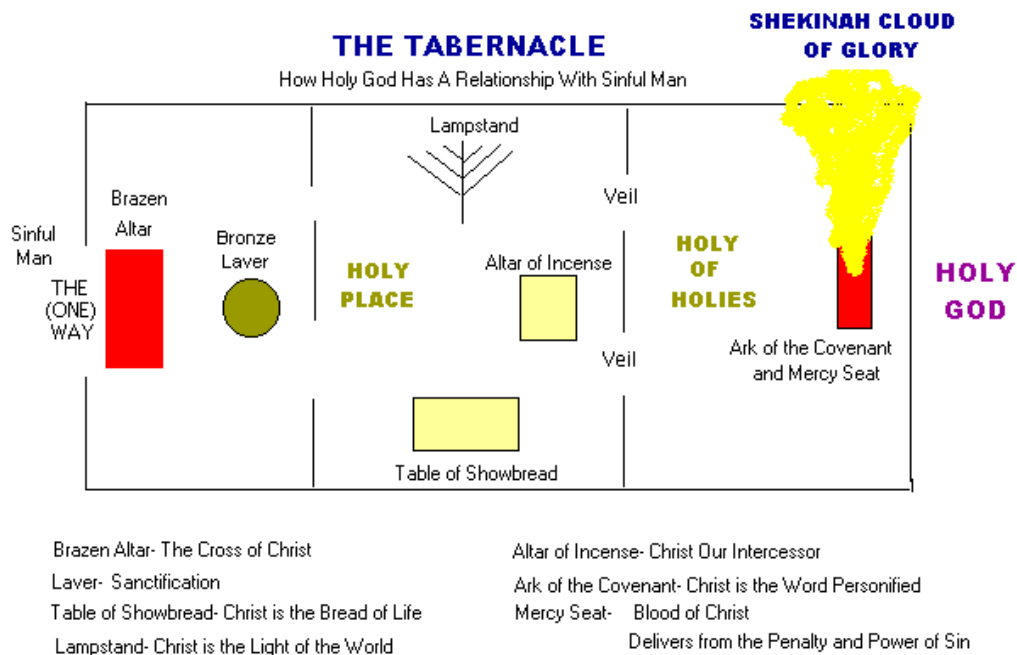 THE TABERNACLE
How Holy God Has A Relationship With Sinful Man
SHEKINAH CLOUD
OF GLORY
Sinful
Man
THE
(ONE)
WAY
Brazen
Altar
Bronze
Laver
HOLY
PLACE
Lampstand
Altar of Incense
Table of Showbread
Veil
Veil
HOLY
OF
HOLIES
Ark of the Covenant
and Mercy Seat
HOLY
GOD
Brazen Altar- The Cross of Christ
Laver- Sanctification
Table of Showbread- Christ is the Bread of Life
Lampstand- Christ is the Light of the World
Altar of Incense- Christ Our Intercessor
Ark of the Covenant- Christ is the Word Personified
Mercy Seat- Blood of Christ
Delivers from the Penalty and Power of Sin